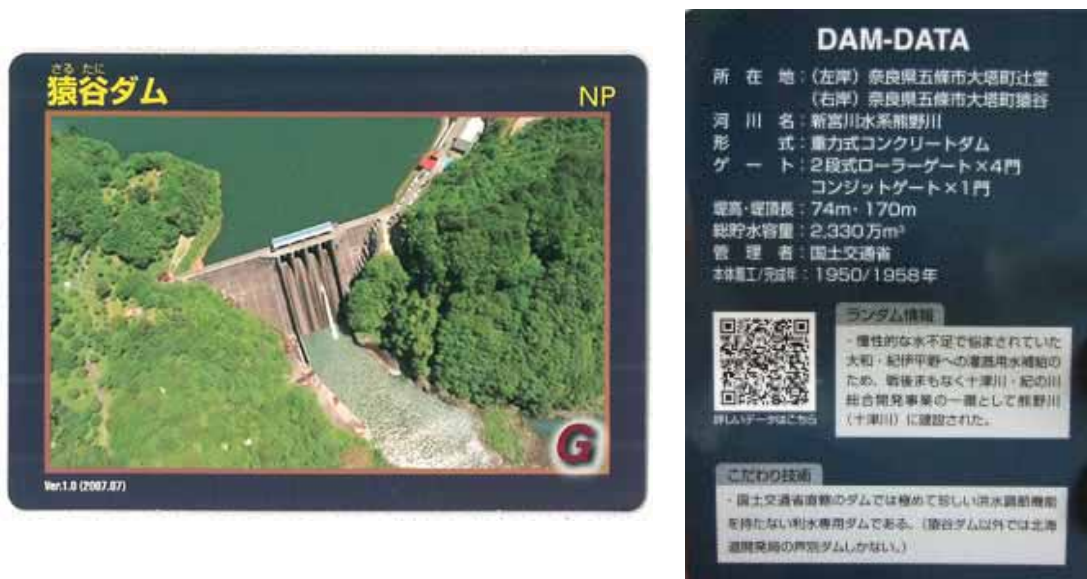 さる たに
猿谷ダム
NP
G
Ver.1.0 (2007.07)
DAM-DATA
所在地：(左岸) 奈良県五條市大塔町辻堂
(右岸) 奈良県五條市大塔町猿谷
河川名：新宮川水系熊野川
形式：重力式コンクリートダム
ゲート：2段式ローラーゲート×4門
コンジットゲート×1門
堤高・堤頂長：74m・170m
総貯水容量：2,330万m³
管理者：国土交通省
本体着工/完成年：1950/1958年
ランダム情報
・慢性的な水不足で悩まされていた
大和・紀伊平野への灌漑用水補給の
ため、戦後まもなく十津川・紀の川
総合開発事業の一環として熊野川
（十津川）に建設された。
詳しいデータはこちら
こだわり技術
・国土交通省直轄のダムでは極めて珍しい洪水調節機能
を持たない利水専用ダムである。（猿谷ダム以外では北海
道開発局の芦別ダムしかない。）